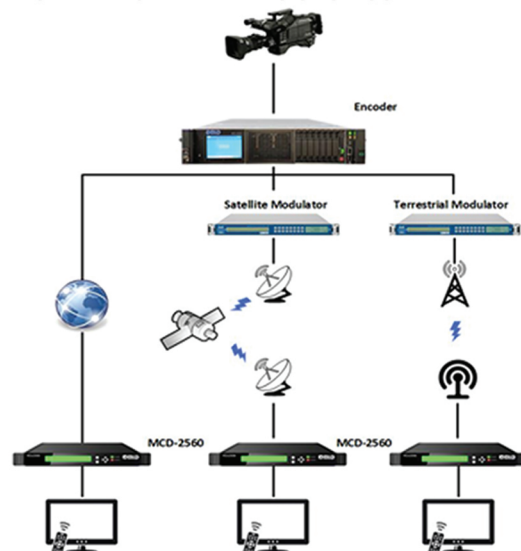 Encoder
Satellite Modulator
Terrestrial Modulator
MCD-2560
MCD-2560